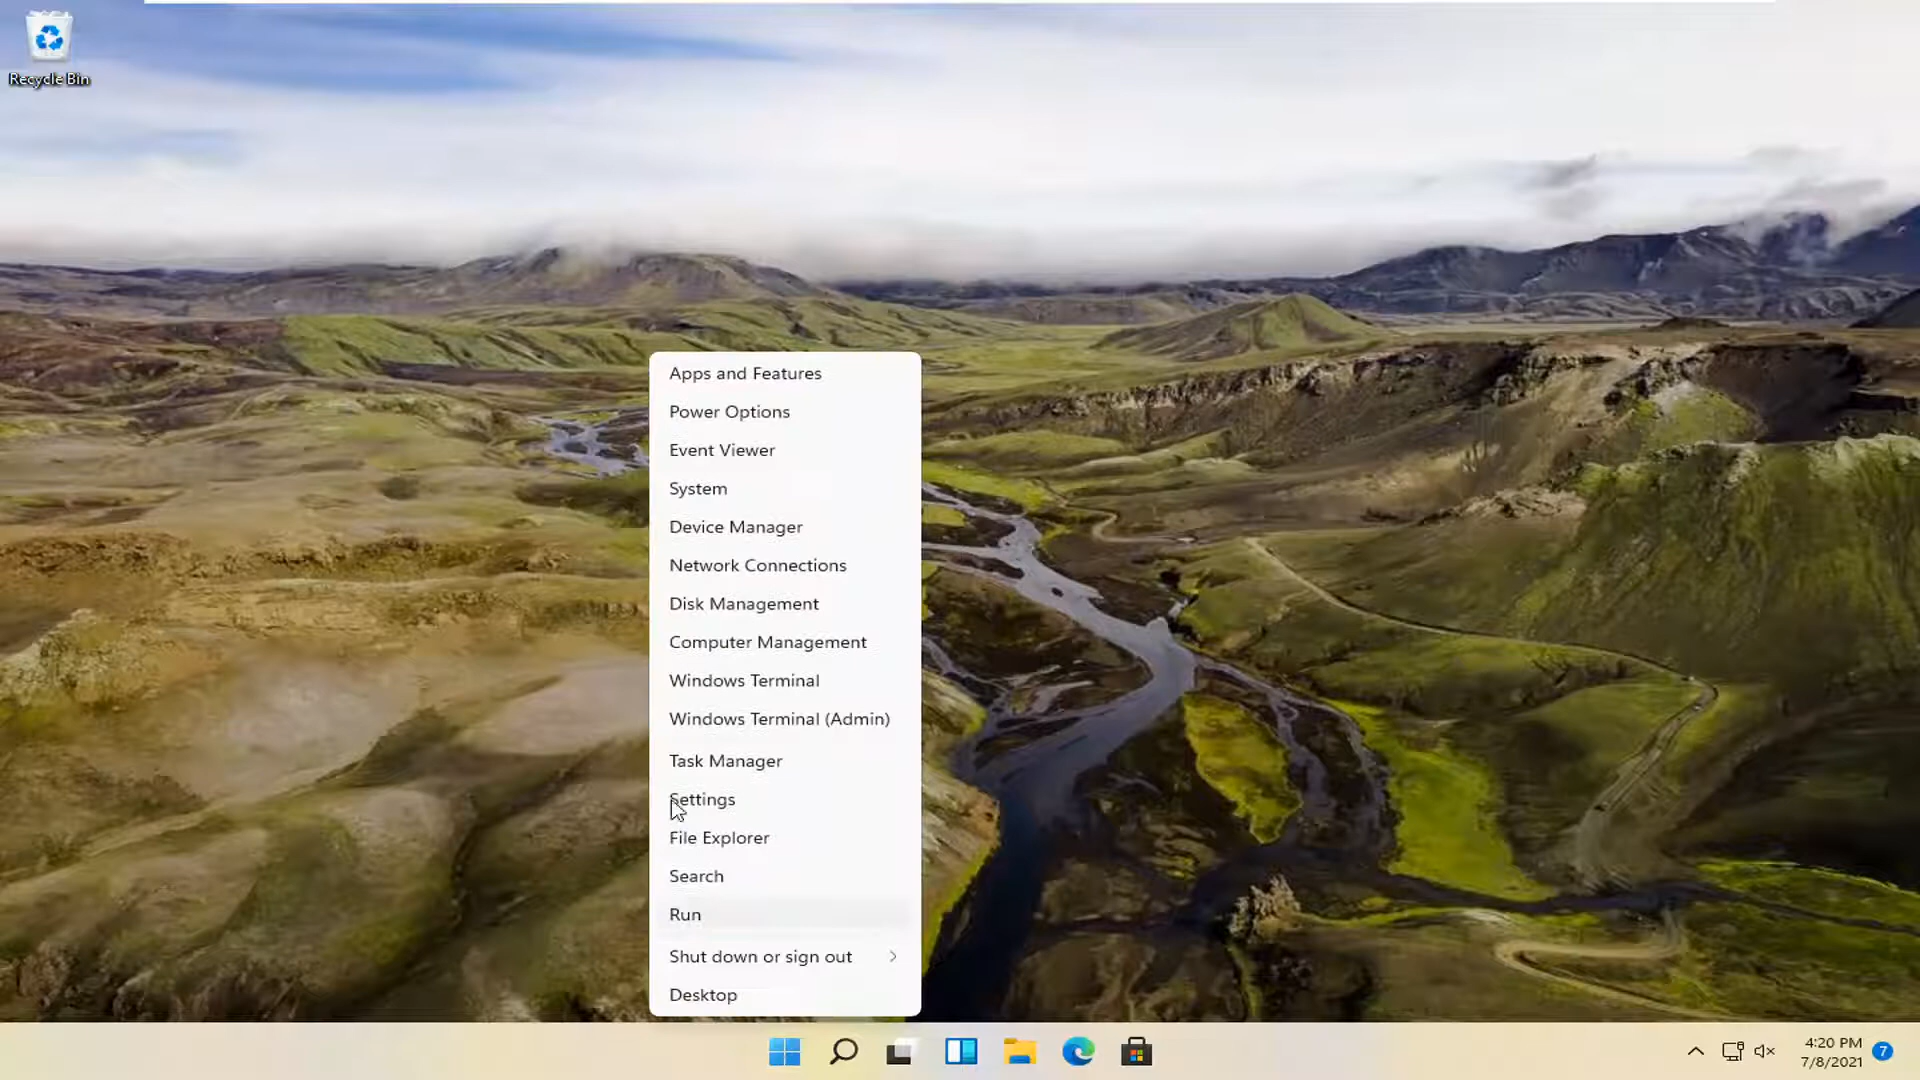 Recycle Bin
Apps and Features
Power Options
Event Viewer
System
Device Manager
Network Connections
Disk Management
Computer Management
Windows Terminal
Windows Terminal (Admin)
Task Manager
Settings
File Explorer
Search
Run
Shut down or sign out
Desktop
4:20 PM
7/8/2021
7